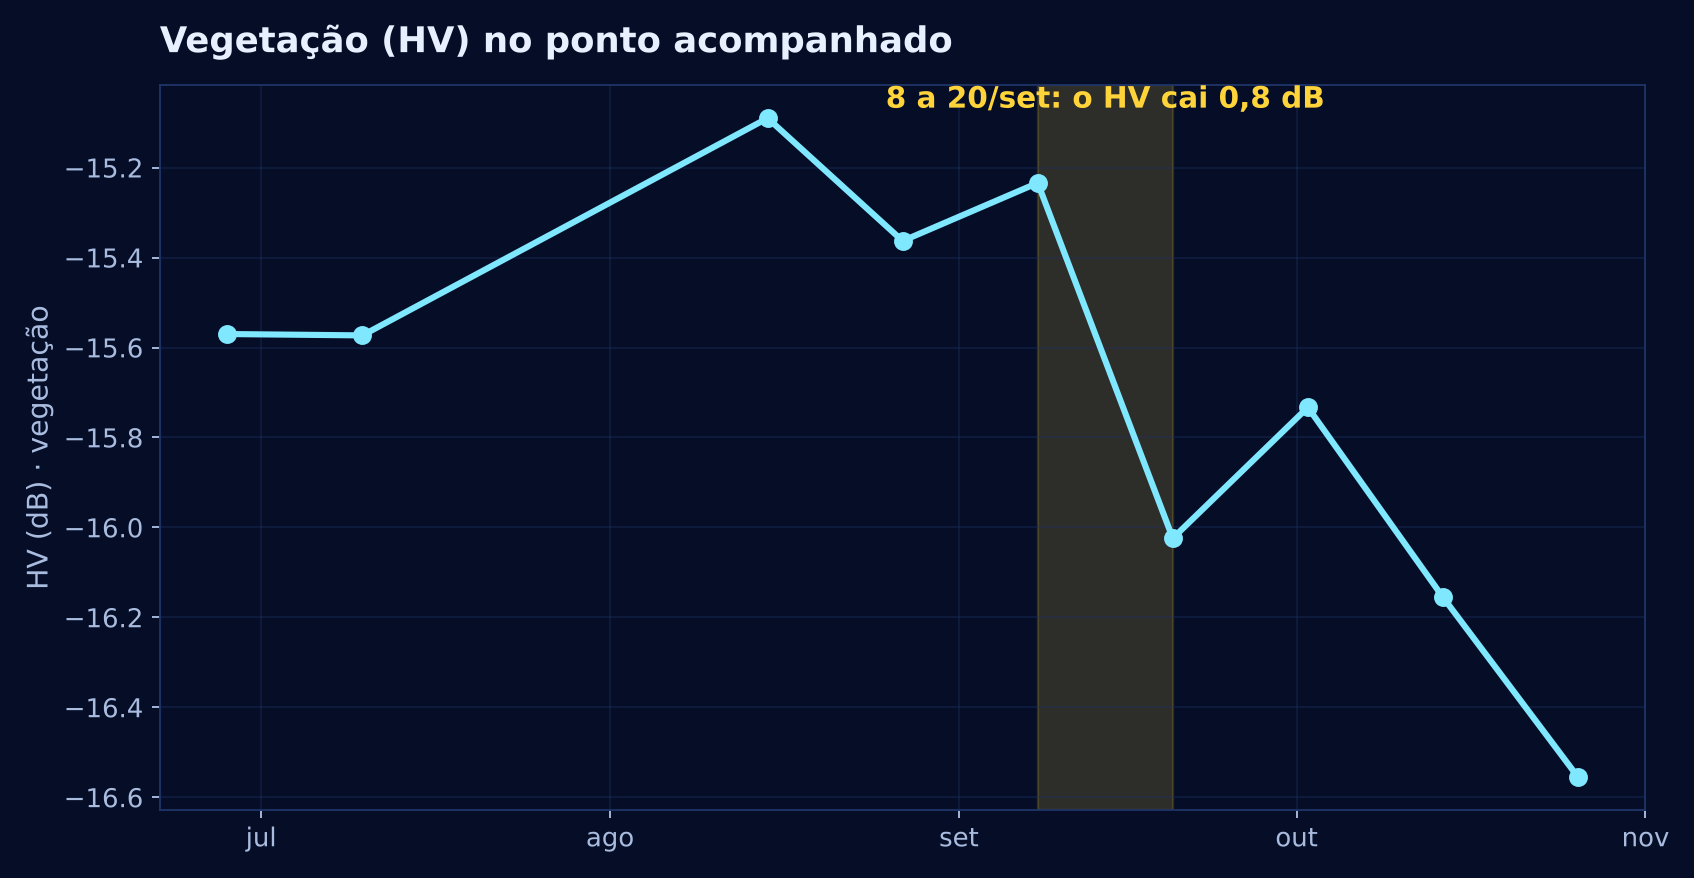 Vegetação (HV) no ponto acompanhado
8 a 20/set: o HV cai 0,8 dB
HV (dB) · vegetação
−15.2
−15.4
−15.6
−15.8
−16.0
−16.2
−16.4
−16.6
jul
ago
set
out
nov